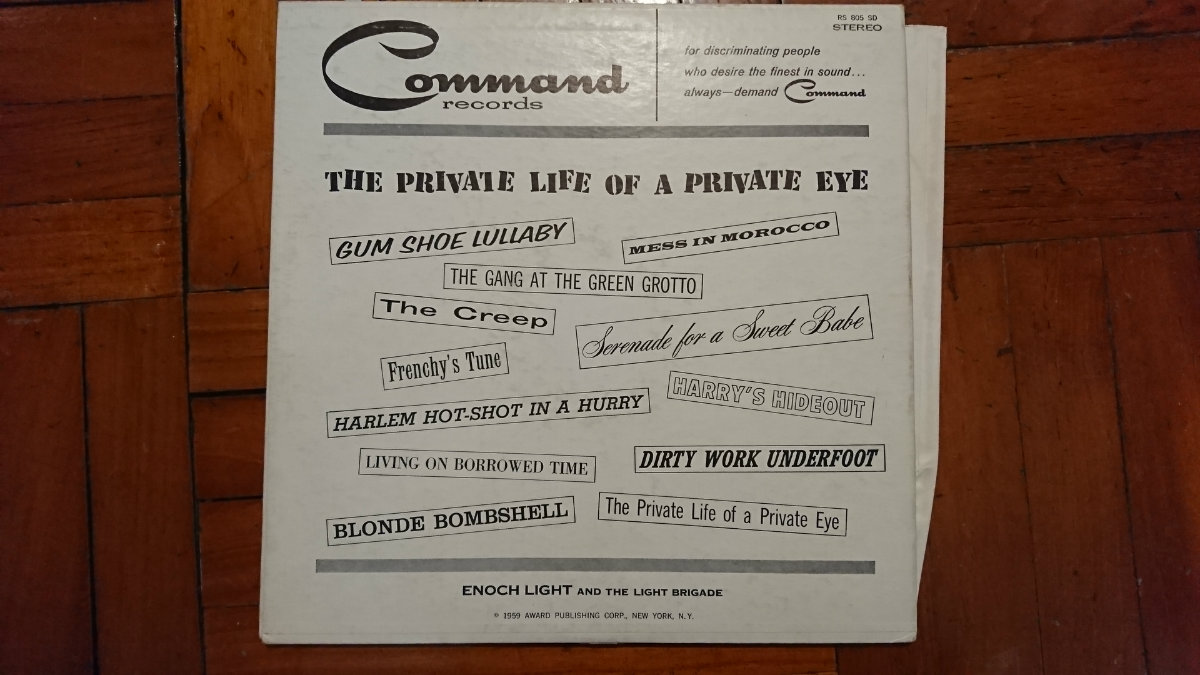 Command
records
RS 805 SD
STEREO
for discriminating people
who desire the finest in sound...
always—demand Command
THE PRIVATE LIFE OF A PRIVATE EYE
GUM SHOE LULLABY
MESS IN MOROCCO
THE GANG AT THE GREEN GROTTO
The Creep
Serenade for a Sweet Babe
Frenchy's Tune
HARRY'S HIDEOUT
HARLEM HOT-SHOT IN A HURRY
LIVING ON BORROWED TIME
DIRTY WORK UNDERFOOT
BLONDE BOMBSHELL
The Private Life of a Private Eye
ENOCH LIGHT AND THE LIGHT BRIGADE
© 1959 AWARD PUBLISHING CORP., NEW YORK, N.Y.